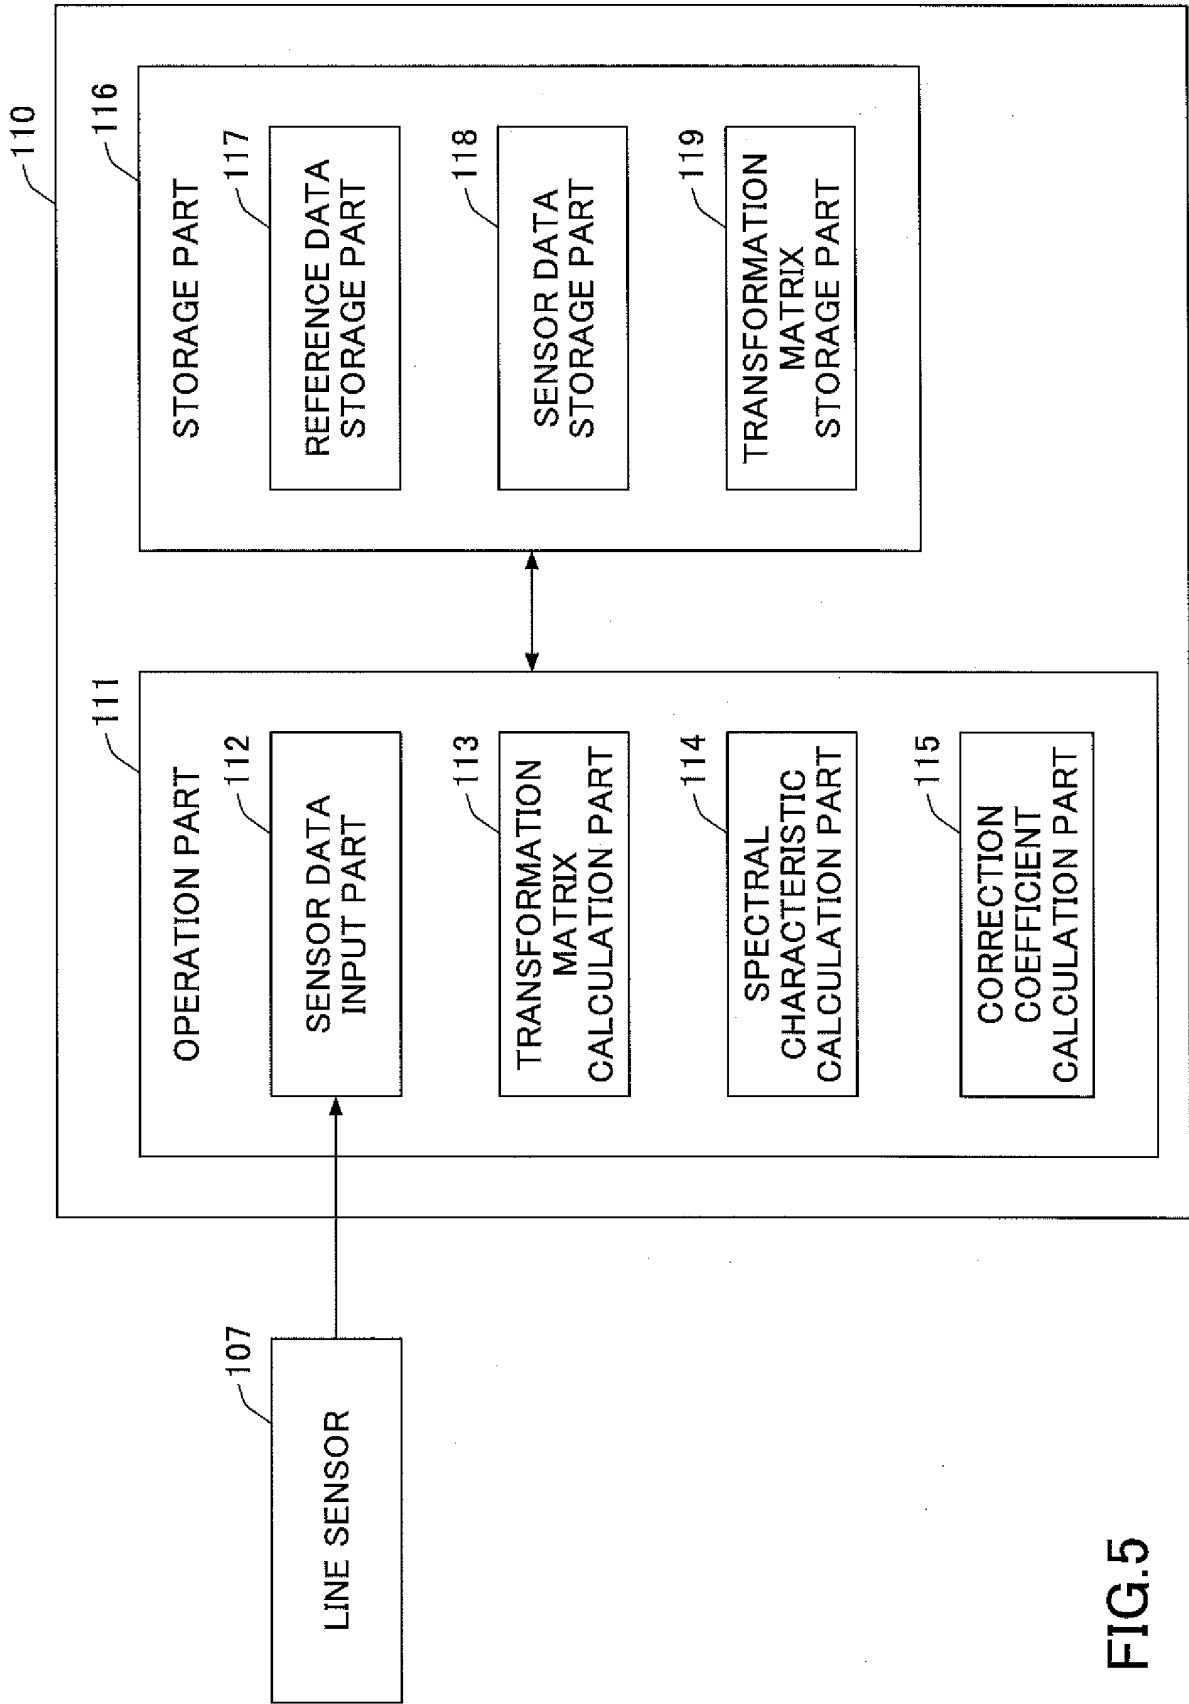 110
107
LINE SENSOR
111
OPERATION PART
112
SENSOR DATA
INPUT PART
113
TRANSFORMATION
MATRIX
CALCULATION PART
114
SPECTRAL
CHARACTERISTIC
CALCULATION PART
115
CORRECTION
COEFFICIENT
CALCULATION PART
116
STORAGE PART
117
REFERENCE DATA
STORAGE PART
118
SENSOR DATA
STORAGE PART
119
TRANSFORMATION
MATRIX
STORAGE PART
FIG.5